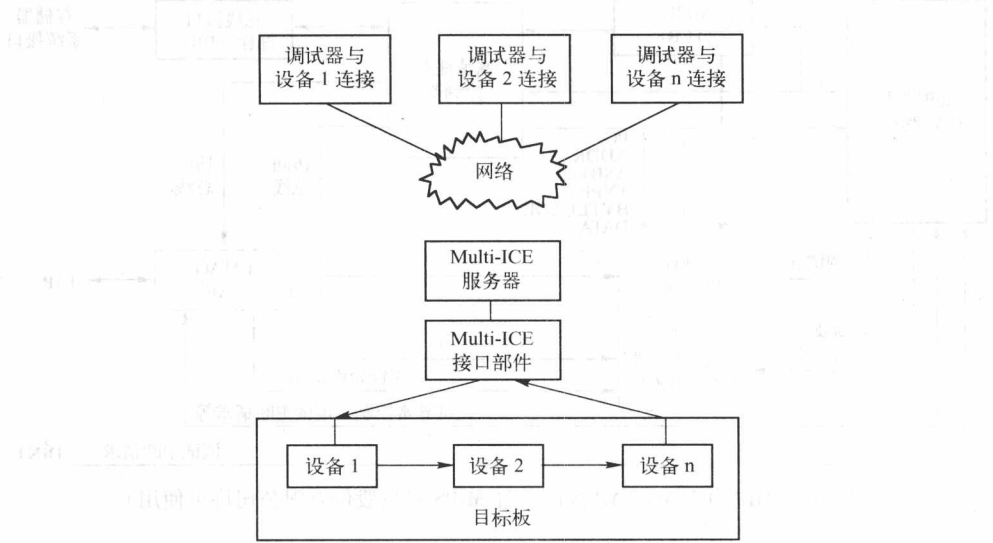 调试器与
设备 1 连接
调试器与
设备 2 连接
调试器与
设备 n 连接
网络
Multi-ICE
服务器
Multi-ICE
接口部件
设备 1
设备 2
设备 n
目标板